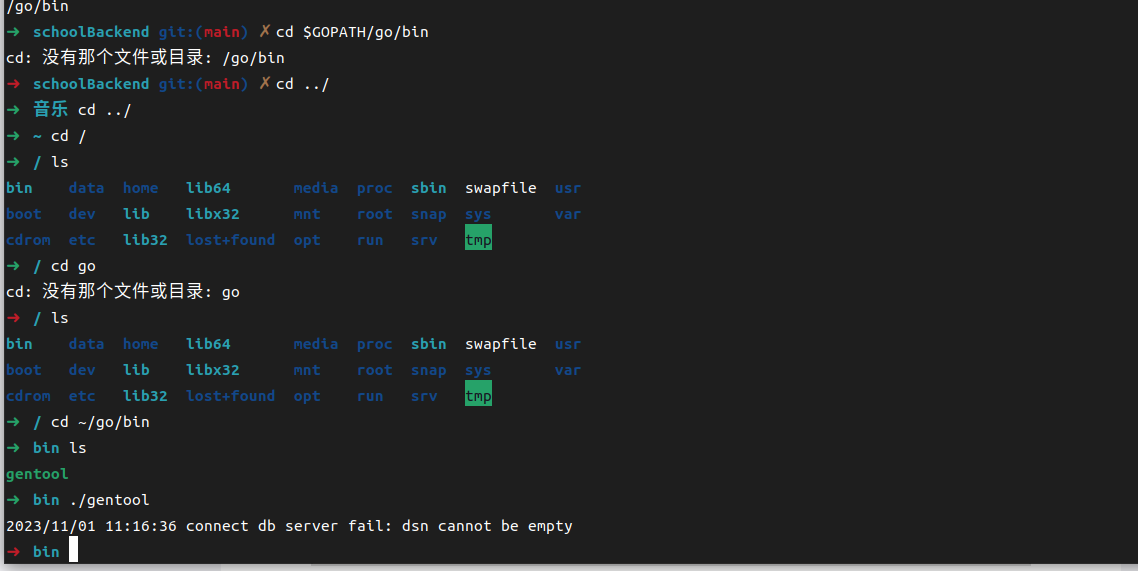 /go/bin
➜ schoolBackend git:(main) ✗ cd $GOPATH/go/bin
cd: 没有那个文件或目录: /go/bin
➜ schoolBackend git:(main) ✗ cd ../
➜ 音乐 cd ../
➜ ~ cd /
➜ / ls
bin data home lib64 media proc sbin swapfile usr
boot dev lib libx32 mnt root snap sys var
cdrom etc lib32 lost+found opt run srv tmp
➜ / cd go
cd: 没有那个文件或目录: go
➜ / ls
bin data home lib64 media proc sbin swapfile usr
boot dev lib libx32 mnt root snap sys var
cdrom etc lib32 lost+found opt run srv tmp
➜ / cd ~/go/bin
➜ bin ls
gentool
➜ bin ./gentool
2023/11/01 11:16:36 connect db server fail: dsn cannot be empty
➜ bin